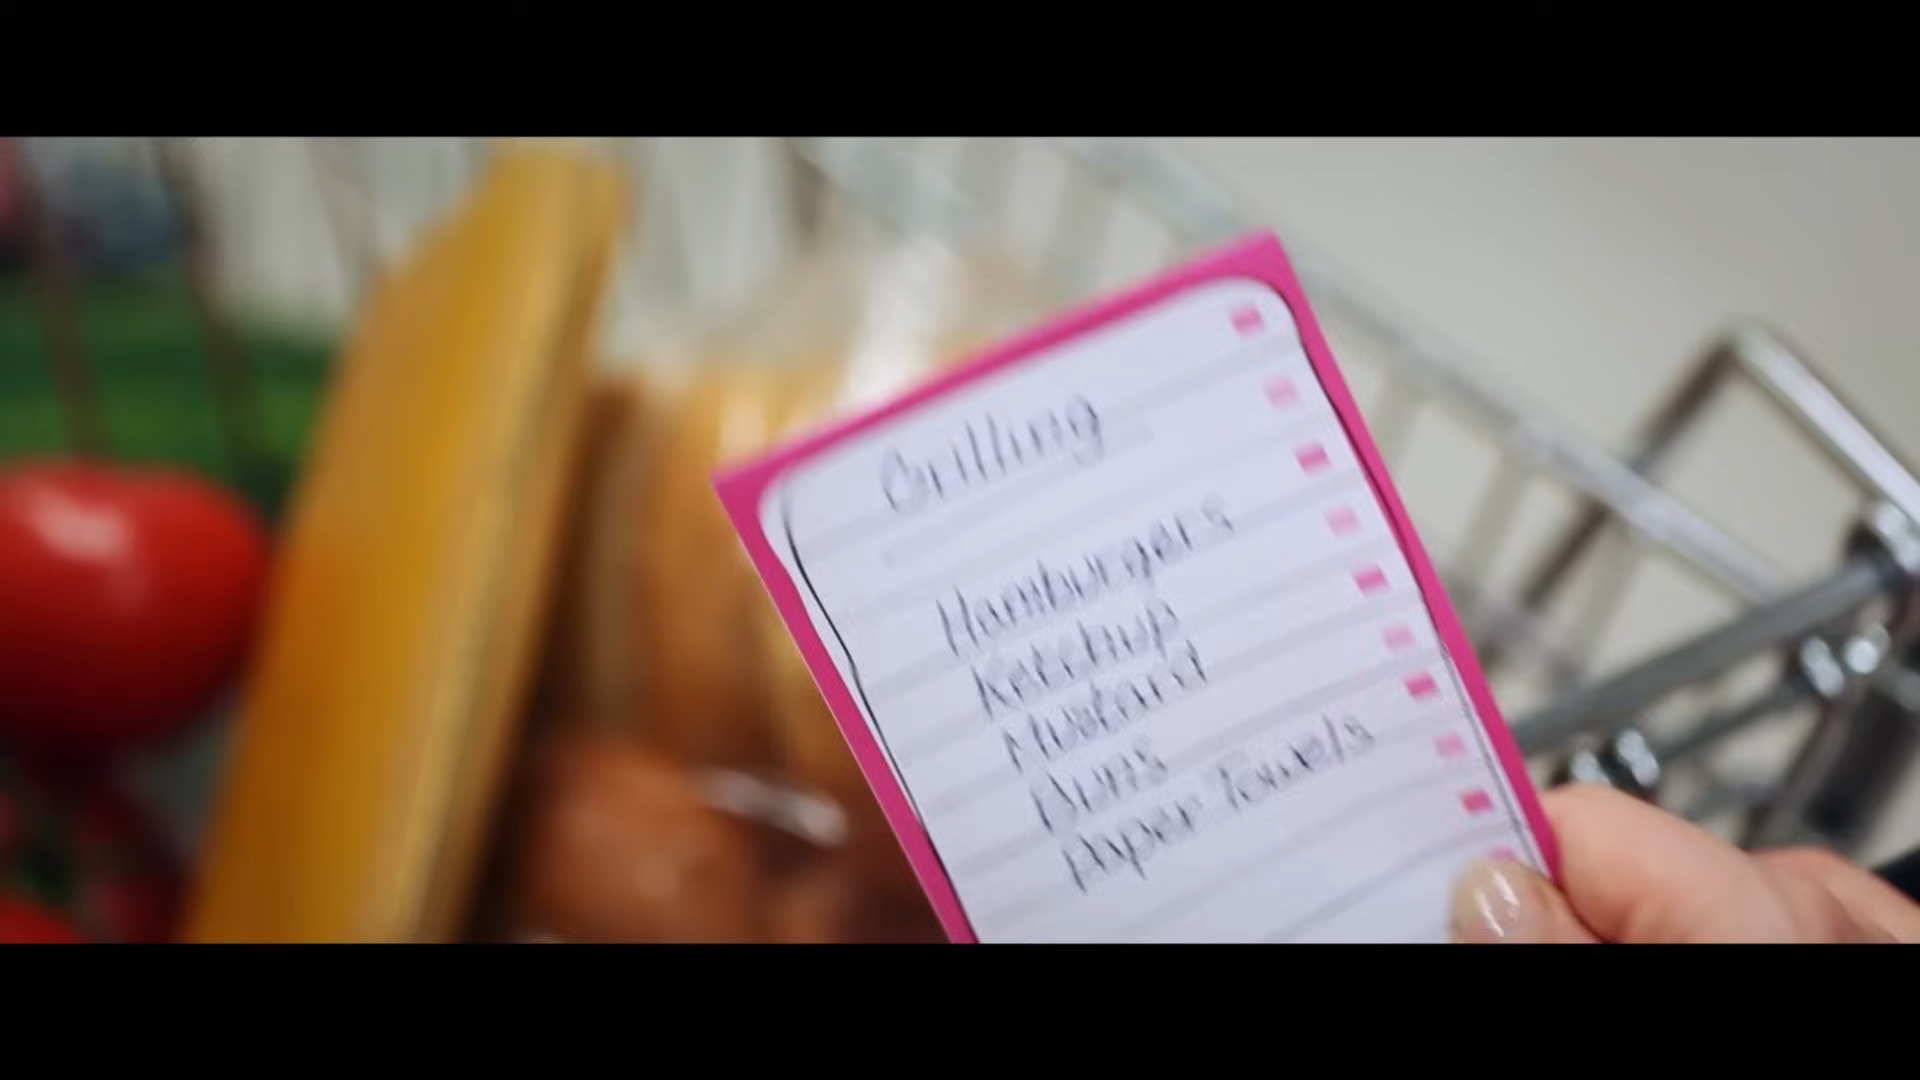 Grilling
Hamburgers
Ketchup
Mustard
Buns
Paper Towels